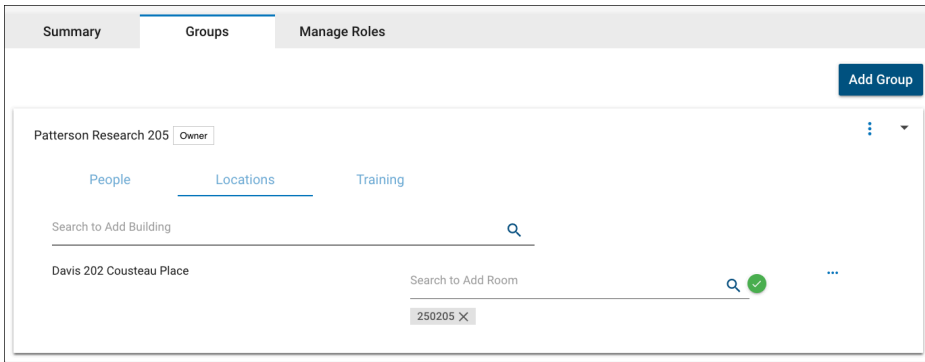 Summary Groups Manage Roles
Add Group
Patterson Research 205 Owner
People Locations Training
Search to Add Building
Davis 202 Cousteau Place
Search to Add Room
250205